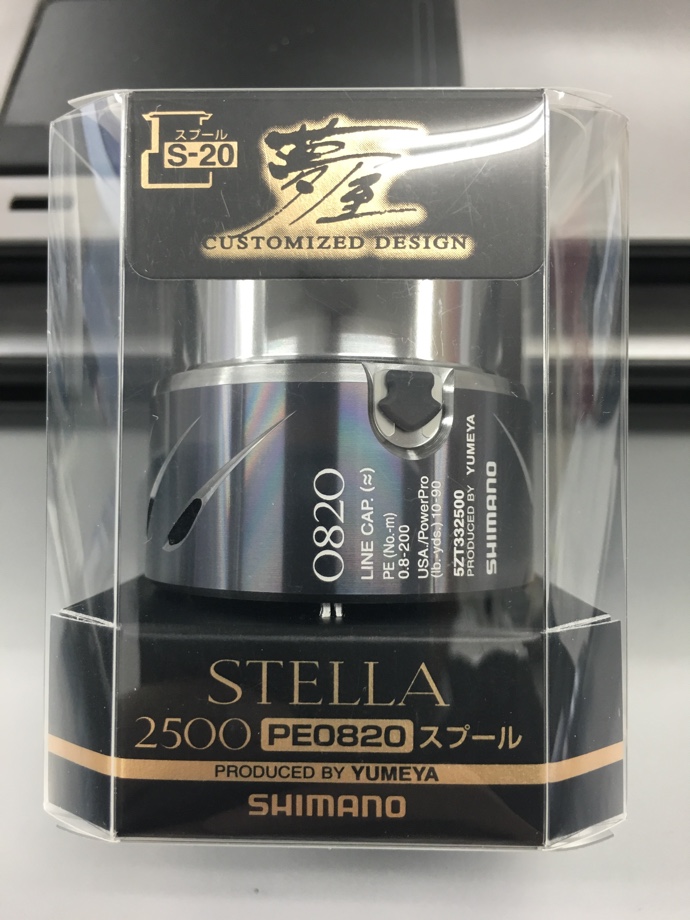 スプール
S-20
夢屋
CUSTOMIZED DESIGN
0820
LINE CAP. (≈)
PE (No.-m)
0.8-200
USA./PowerPro
(lb.-yds.) 10-90
5ZT332500
PRODUCED BY YUMEYA
SHIMANO
STELLA
2500 PE0820 スプール
PRODUCED BY YUMEYA
SHIMANO